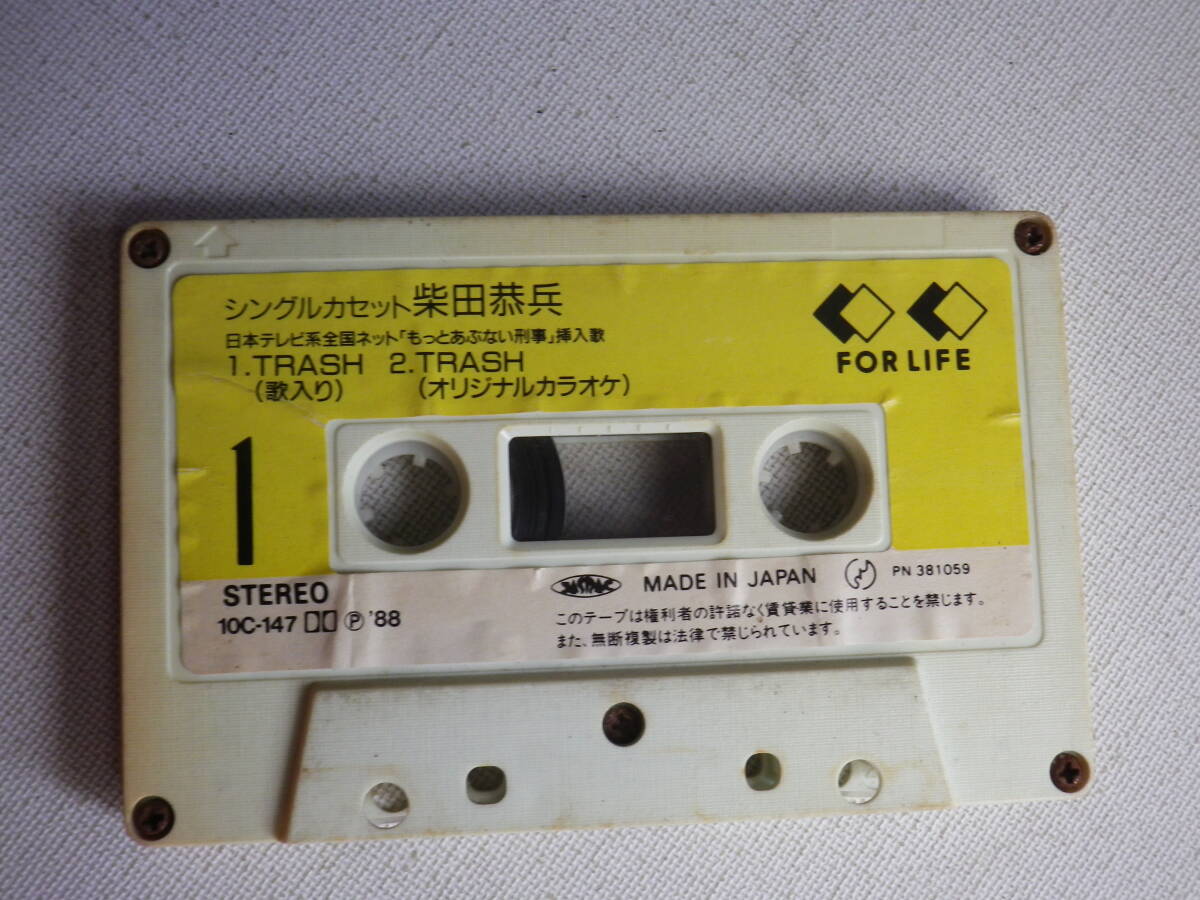 シングルカセット柴田恭兵
日本テレビ系全国ネット「もっとあぶない刑事」挿入歌
1.TRASH 2.TRASH
(歌入り) (オリジナルカラオケ)
FOR LIFE
1
STEREO
10C-147 Ⓟ '88
MADE IN JAPAN PN 381059
このテープは権利者の許諾なく賃貸業に使用することを禁じます。
また、無断複製は法律で禁じられています。